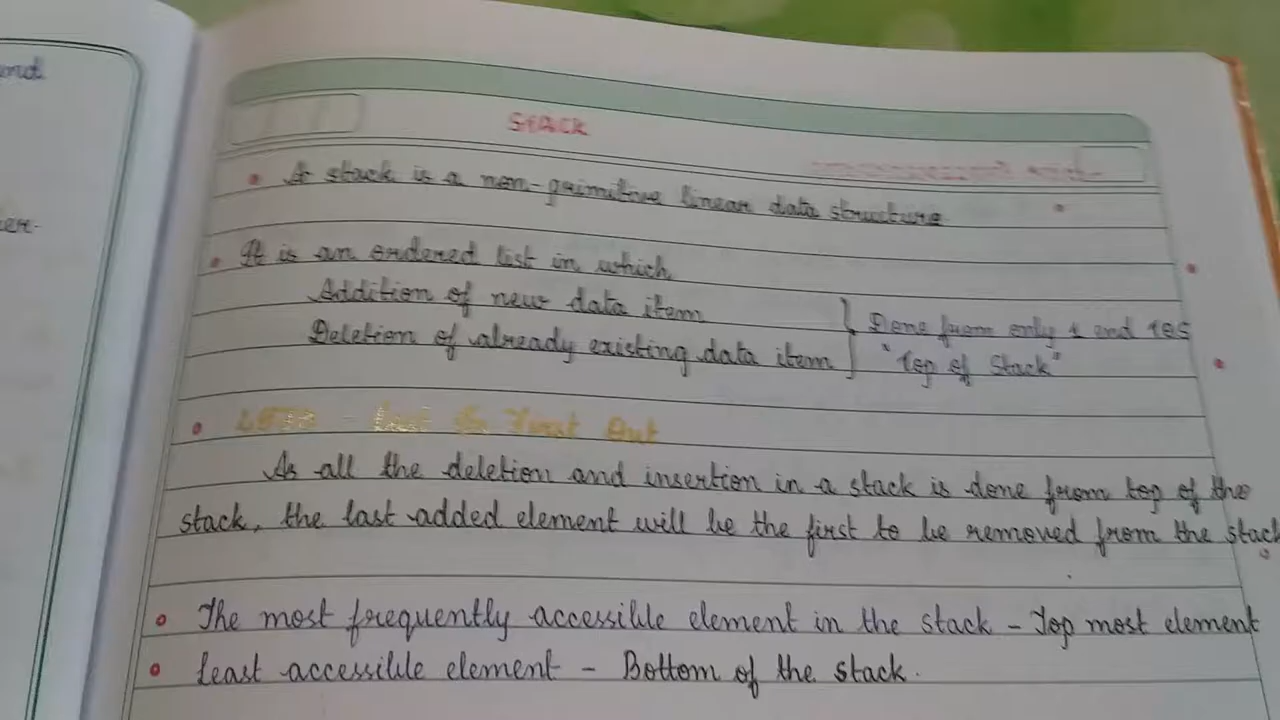 end
er-
STACK
• A stack is a non-primitive linear data structure
• It is an ordered list in which
Addition of new data item
Deletion of already existing data item
} Done from only 1 end TOS
"Top of Stack"
• LIFO - Last In First Out
As all the deletion and insertion in a stack is done from top of the
stack, the last added element will be the first to be removed from the stack
• The most frequently accessible element in the stack - Top most element
• Least accessible element - Bottom of the stack.